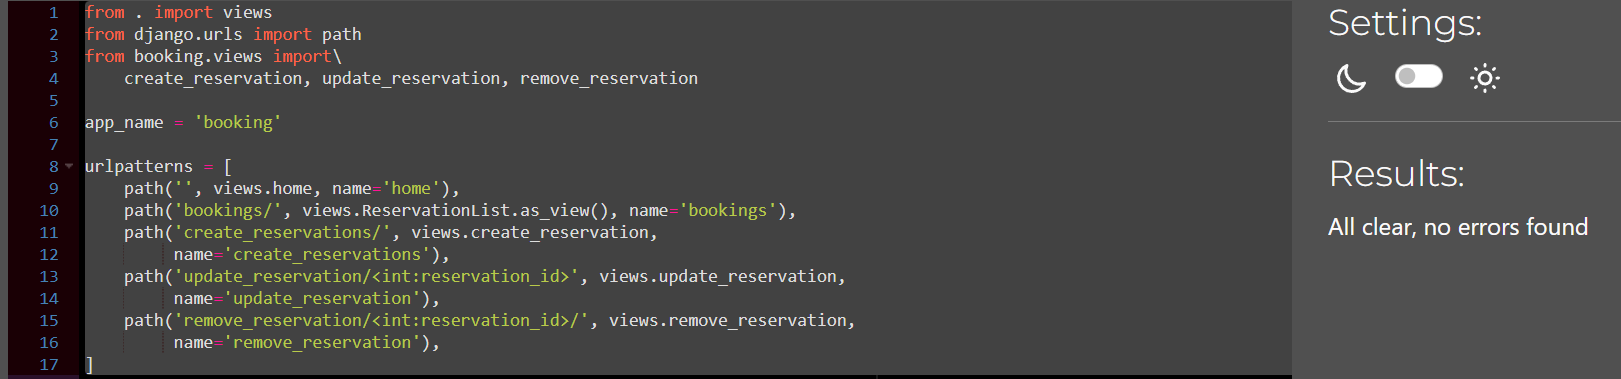 1 from . import views
2 from django.urls import path
3 from booking.views import\
4     create_reservation, update_reservation, remove_reservation
5
6 app_name = 'booking'
7
8 urlpatterns = [
9     path('', views.home, name='home'),
10     path('bookings/', views.ReservationList.as_view(), name='bookings'),
11     path('create_reservations/', views.create_reservation,
12          name='create_reservations'),
13     path('update_reservation/<int:reservation_id>', views.update_reservation,
14          name='update_reservation'),
15     path('remove_reservation/<int:reservation_id>/', views.remove_reservation,
16          name='remove_reservation'),
17 ]
Settings:
Results:
All clear, no errors found